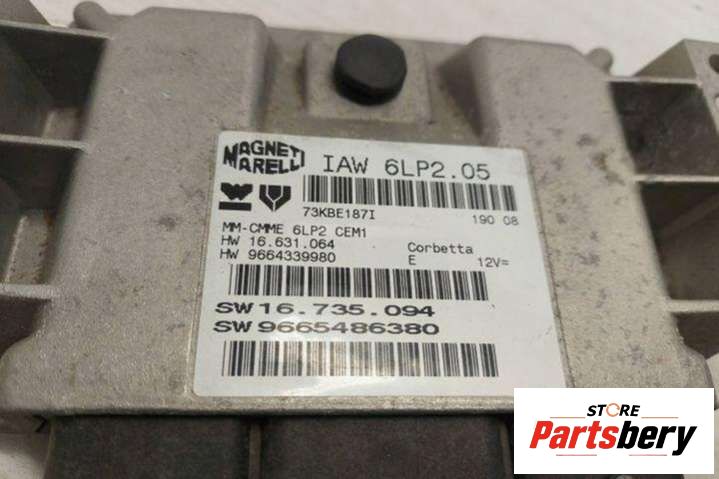 MAGNETI MARELLI
IAW 6LP2.05
73KBE187I
190 08
MM-CMME 6LP2 CEM1
HW 16.631.064
Corbetta
HW 9664339980
E 12V=
SW 16.735.094
SW 9665486380
STORE
Partsbery